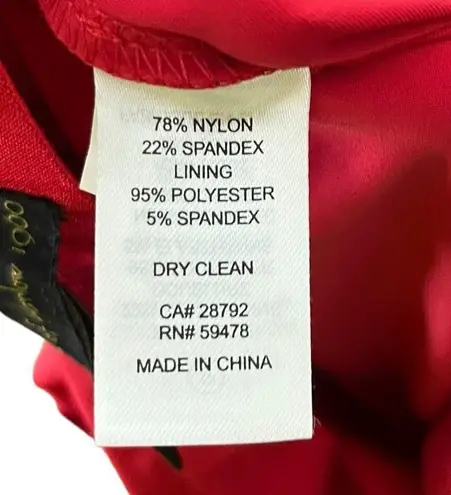 78% NYLON
22% SPANDEX
LINING
95% POLYESTER
5% SPANDEX
DRY CLEAN
CA# 28792
RN# 59478
MADE IN CHINA